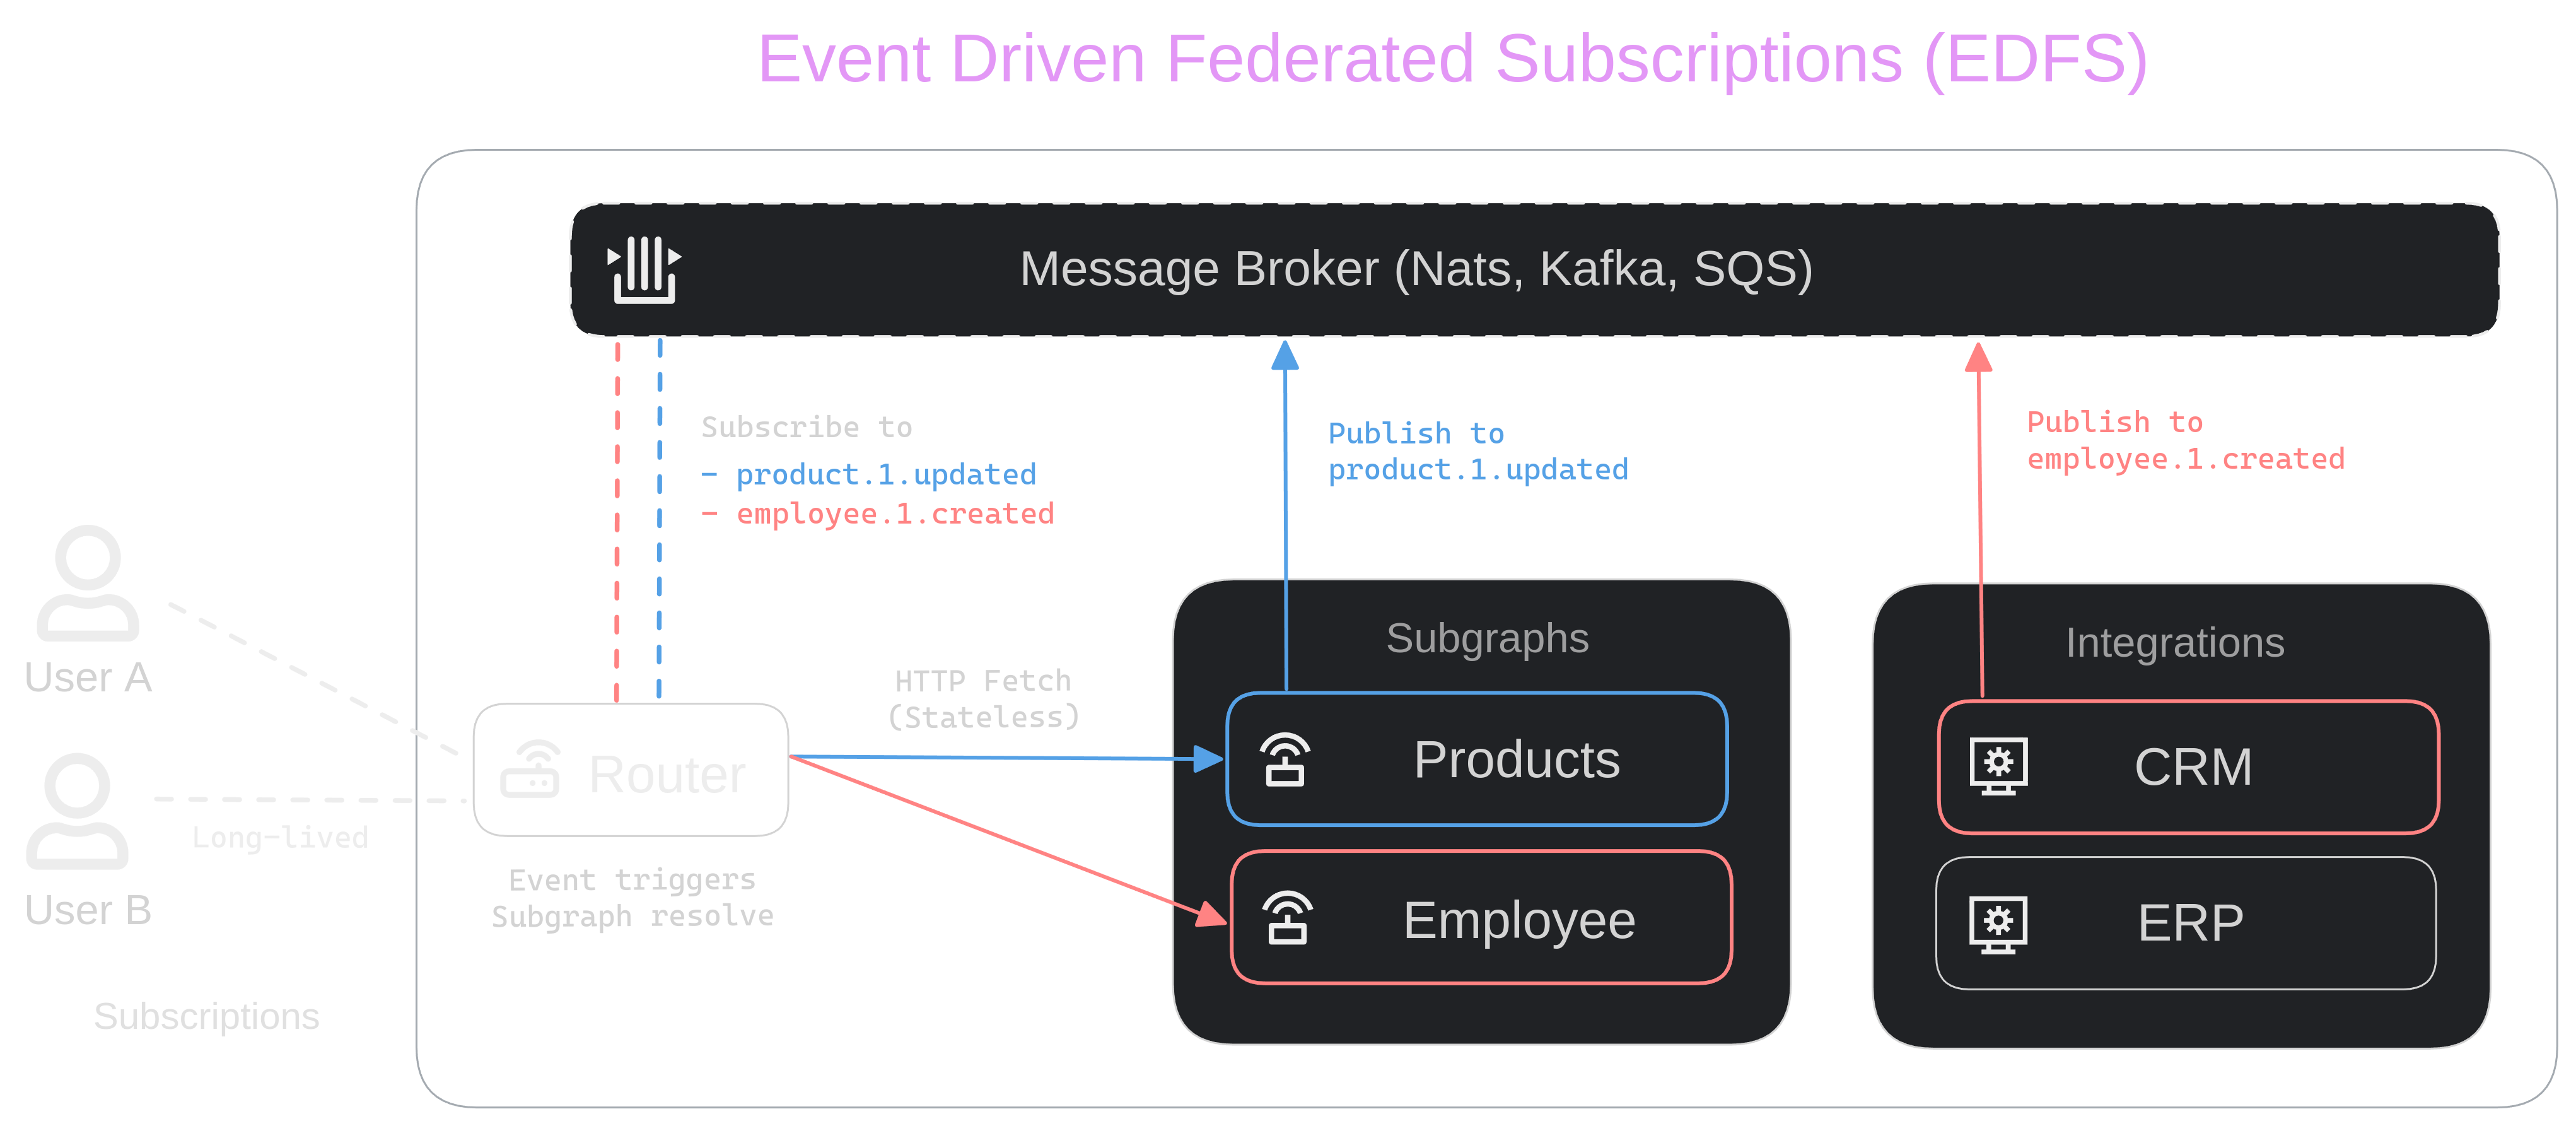 Event Driven Federated Subscriptions (EDFS)
Message Broker (Nats, Kafka, SQS)
Subscribe to
- product.1.updated
- employee.1.created
Publish to
product.1.updated
Publish to
employee.1.created
User A
User B
Long-lived
Subscriptions
Router
Event triggers
Subgraph resolve
HTTP Fetch
(Stateless)
Subgraphs
Products
Employee
Integrations
CRM
ERP